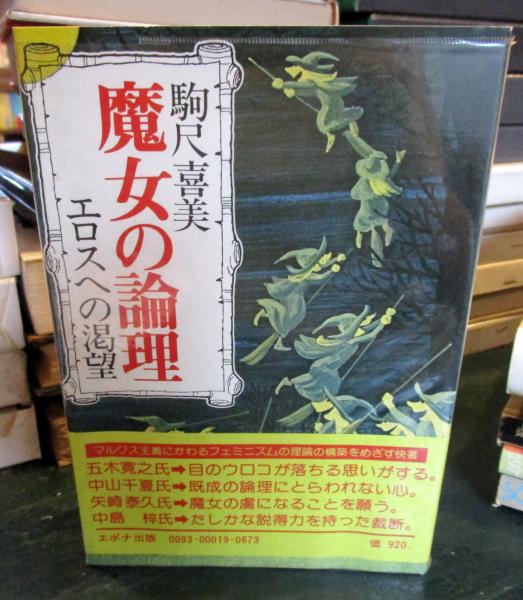 駒尺喜美
魔女の論理
エロスへの渇望
マルクス主義にかわるフェミニズムの理論の構築をめざす快著
五木寛之氏➡目のウロコが落ちる思いがする。
中山千夏氏➡既成の論理にとらわれない心。
矢崎泰久氏➡魔女の虜になることを願う。
中島 梓氏➡たしかな説得力を持った裁断。
エポナ出版 0093-00019-0673 価 920.